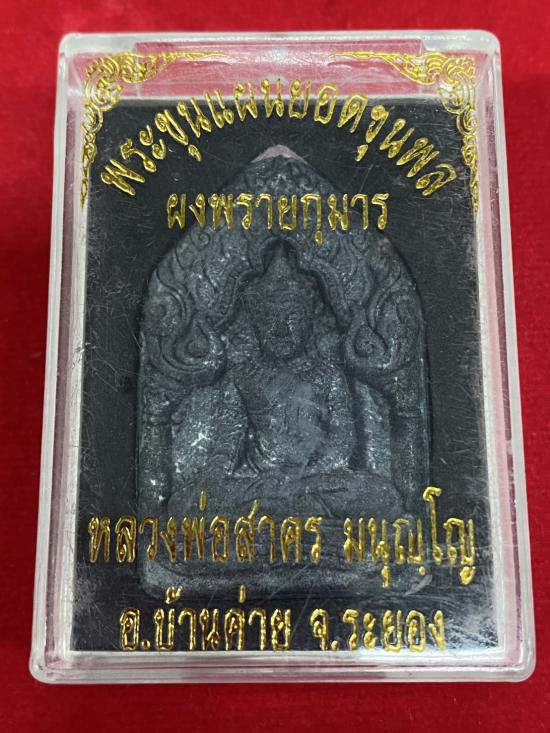 พระขุนแผนยอดขุนพล
ผงพรายกุมาร
หลวงพ่อสาคร มนุญฺโญ
อ.บ้านค่าย จ.ระยอง